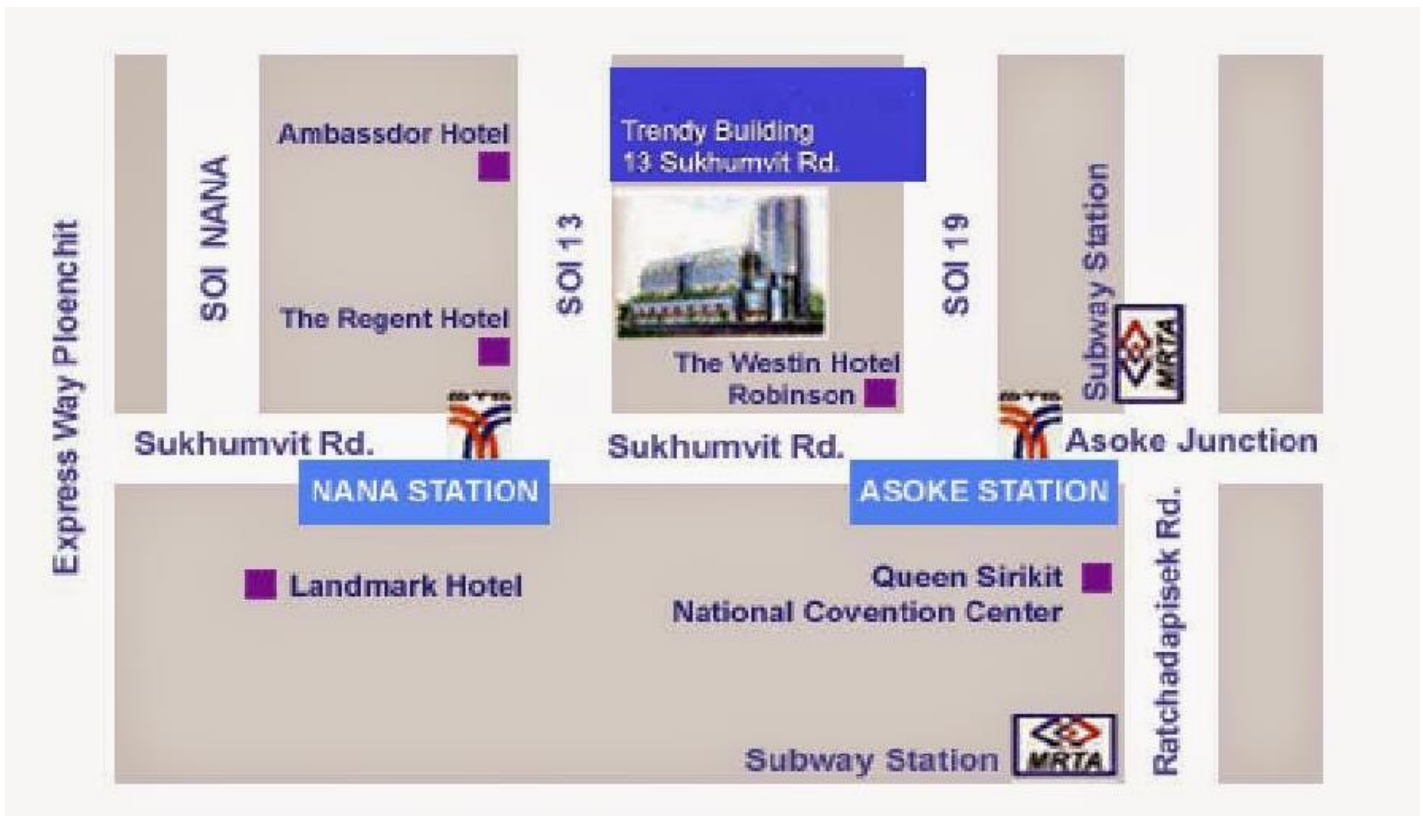 Ambassdor Hotel
Trendy Building
13 Sukhumvit Rd.
Express Way Ploenchit
SOI NANA
SOI 13
SOI 19
Subway Station
MRTA
The Regent Hotel
The Westin Hotel
Robinson
Sukhumvit Rd.
Sukhumvit Rd.
Asoke Junction
NANA STATION
ASOKE STATION
Landmark Hotel
Queen Sirikit
National Covention Center
Ratchadapisek Rd.
Subway Station
MRTA